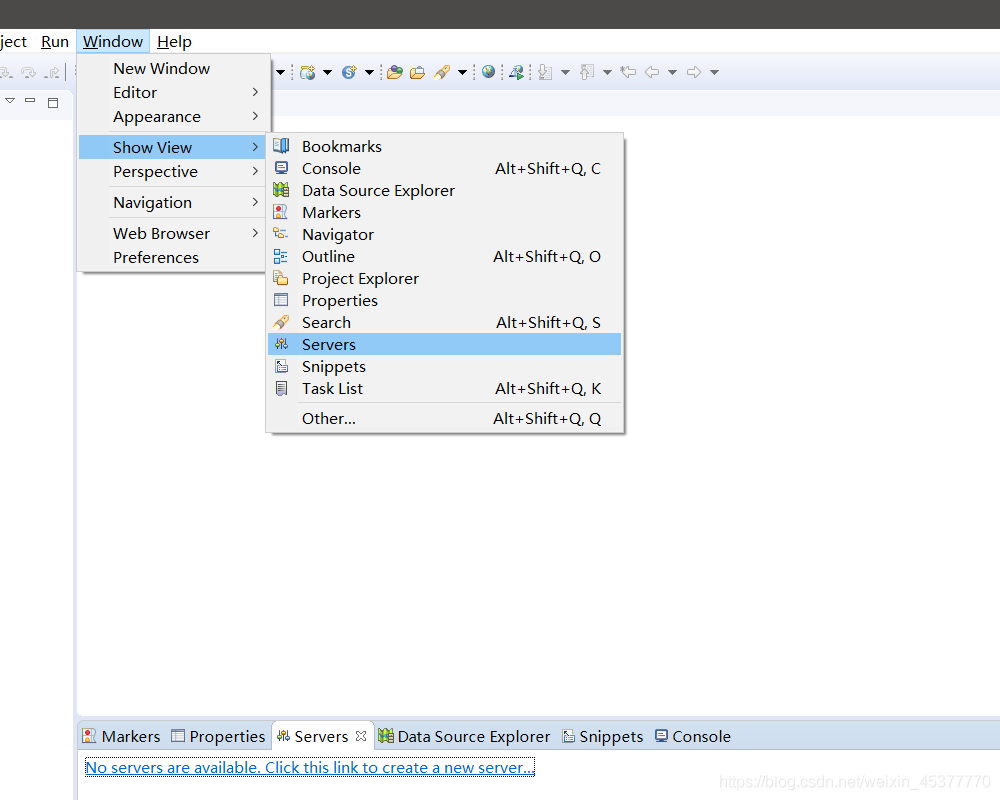 ject Run Window Help
New Window
Editor
Appearance
Show View
Perspective
Navigation
Web Browser
Preferences
Bookmarks
Console Alt+Shift+Q, C
Data Source Explorer
Markers
Navigator
Outline Alt+Shift+Q, O
Project Explorer
Properties
Search Alt+Shift+Q, S
Servers
Snippets
Task List Alt+Shift+Q, K
Other... Alt+Shift+Q, Q
Markers Properties Servers Data Source Explorer Snippets Console
No servers are available. Click this link to create a new server...
https://blog.csdn.net/weixin_45377770